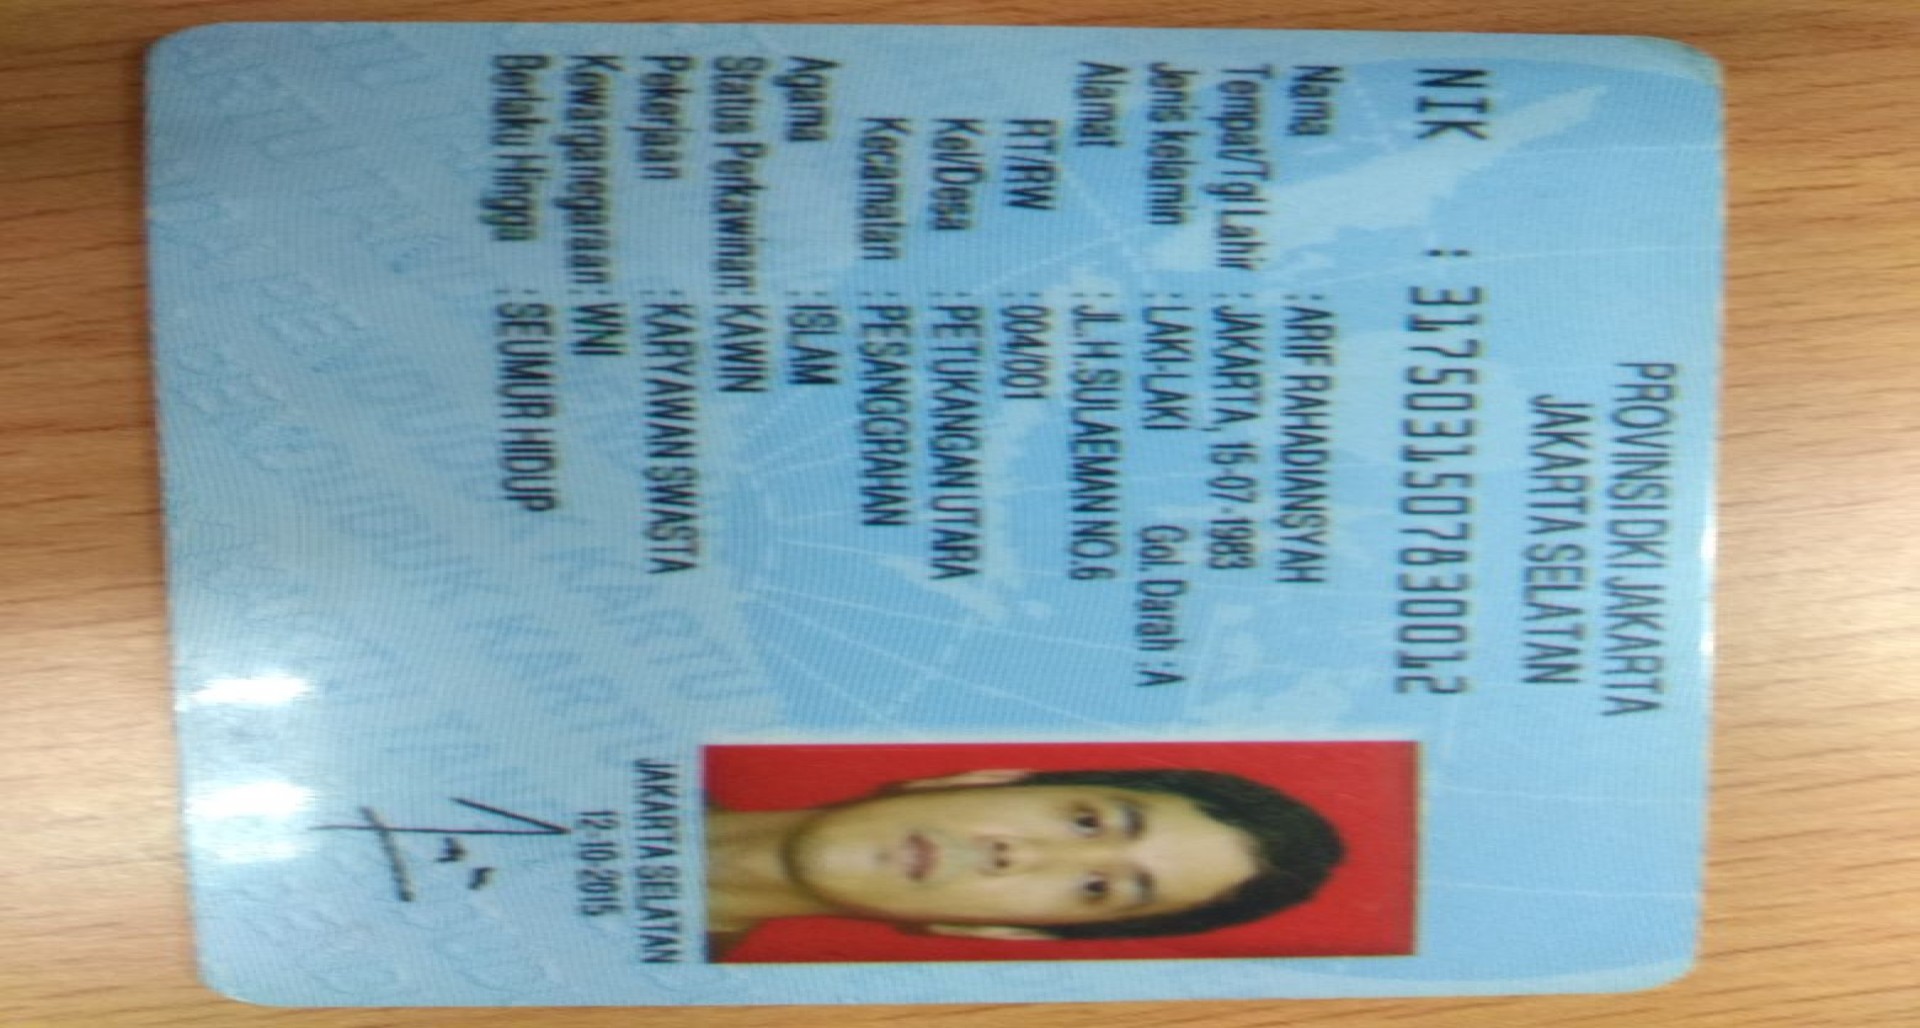 PROVINSI DKI JAKARTA
JAKARTA SELATAN
NIK : 3175031507830012
Nama : ARIF RAHADIANSYAH
Tempat/Tgl Lahir : JAKARTA, 15-07-1983
Jenis kelamin : LAKI-LAKI Gol. Darah : A
Alamat : JL. H.SULAEMAN NO.6
RT/RW : 004/001
Kel/Desa : PETUKANGAN UTARA
Kecamatan : PESANGGRAHAN
Agama : ISLAM
Status Perkawinan: KAWIN
Pekerjaan : KARYAWAN SWASTA
Kewarganegaraan: WNI
Berlaku Hingga : SEUMUR HIDUP
JAKARTA SELATAN
12-10-2015